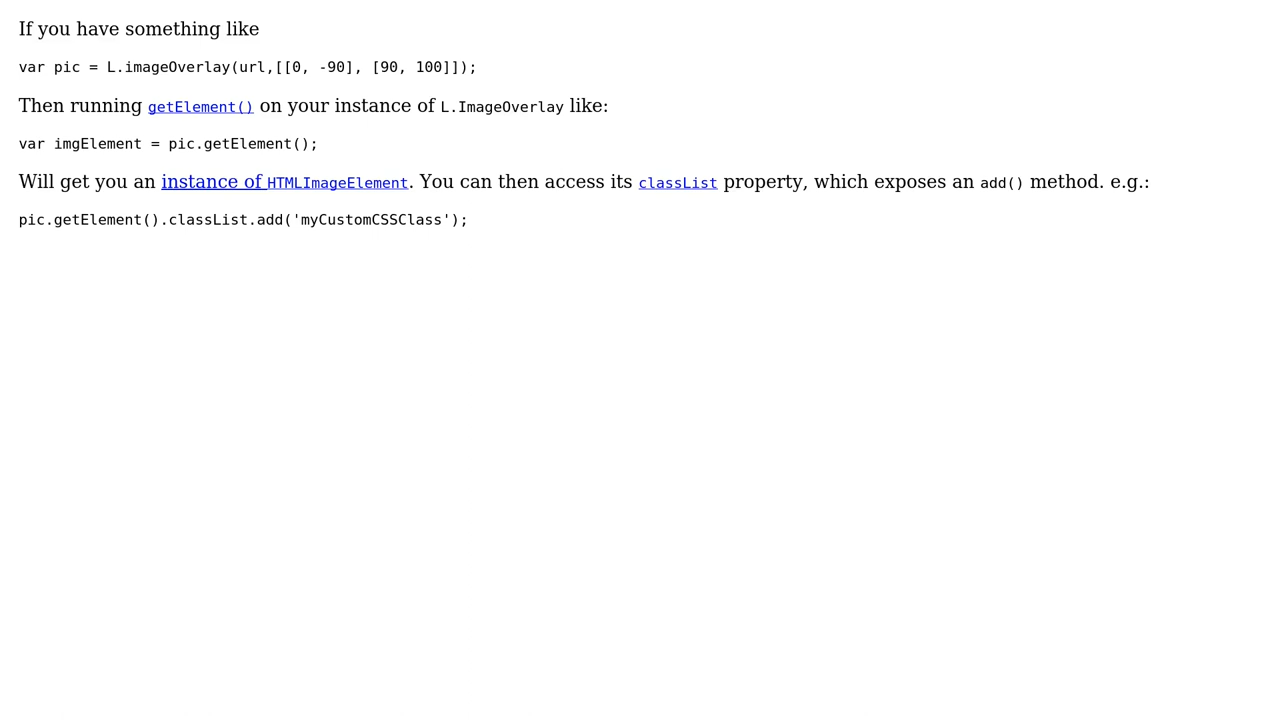 If you have something like
var pic = L.imageOverlay(url,[[0, -90], [90, 100]]);
Then running getElement() on your instance of L.ImageOverlay like:
var imgElement = pic.getElement();
Will get you an instance of HTMLImageElement. You can then access its classList property, which exposes an add() method. e.g.:
pic.getElement().classList.add('myCustomCSSClass');